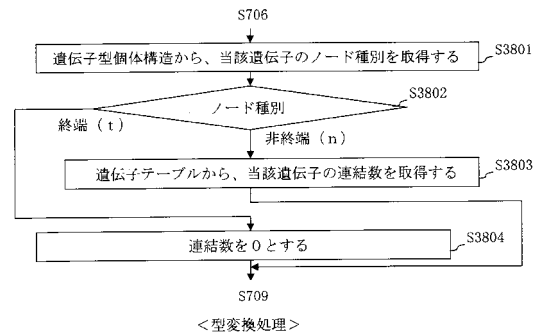 S706
遺伝子型個体構造から、当該遺伝子のノード種別を取得する
S3801
ノード種別
S3802
終端（t）
非終端（n）
遺伝子テーブルから、当該遺伝子の連結数を取得する
S3803
連結数を0とする
S3804
S709
＜型変換処理＞